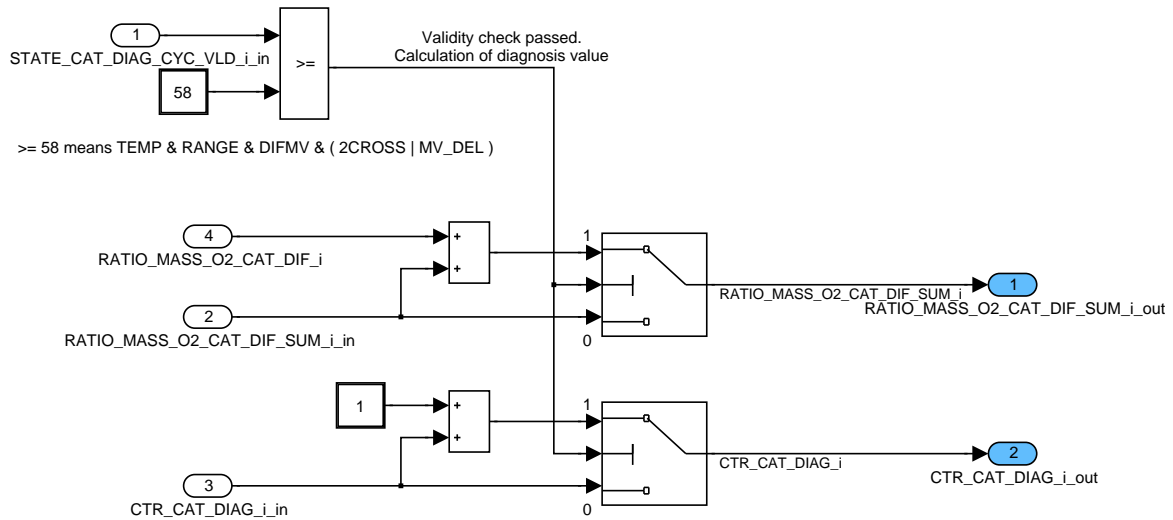 1
STATE_CAT_DIAG_CYC_VLD_i_in
>=
58
Validity check passed.
Calculation of diagnosis value
>= 58 means TEMP & RANGE & DIFMV & ( 2CROSS | MV_DEL )
4
RATIO_MASS_O2_CAT_DIF_i
+
+
2
RATIO_MASS_O2_CAT_DIF_SUM_i_in
1
0
RATIO_MASS_O2_CAT_DIF_SUM_i
1
RATIO_MASS_O2_CAT_DIF_SUM_i_out
1
+
+
3
CTR_CAT_DIAG_i_in
1
0
CTR_CAT_DIAG_i
2
CTR_CAT_DIAG_i_out